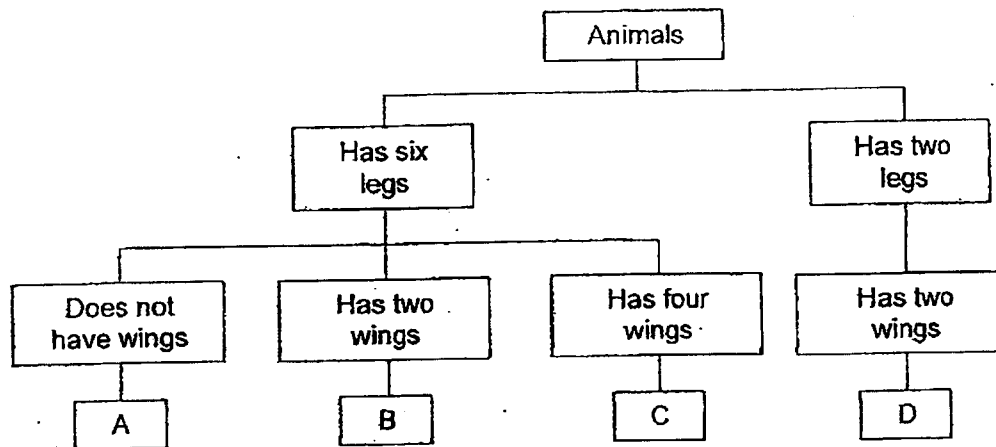 Animals
Has six
legs
Has two
legs
Does not
have wings
Has two
wings
Has four
wings
Has two
wings
A
B
C
D